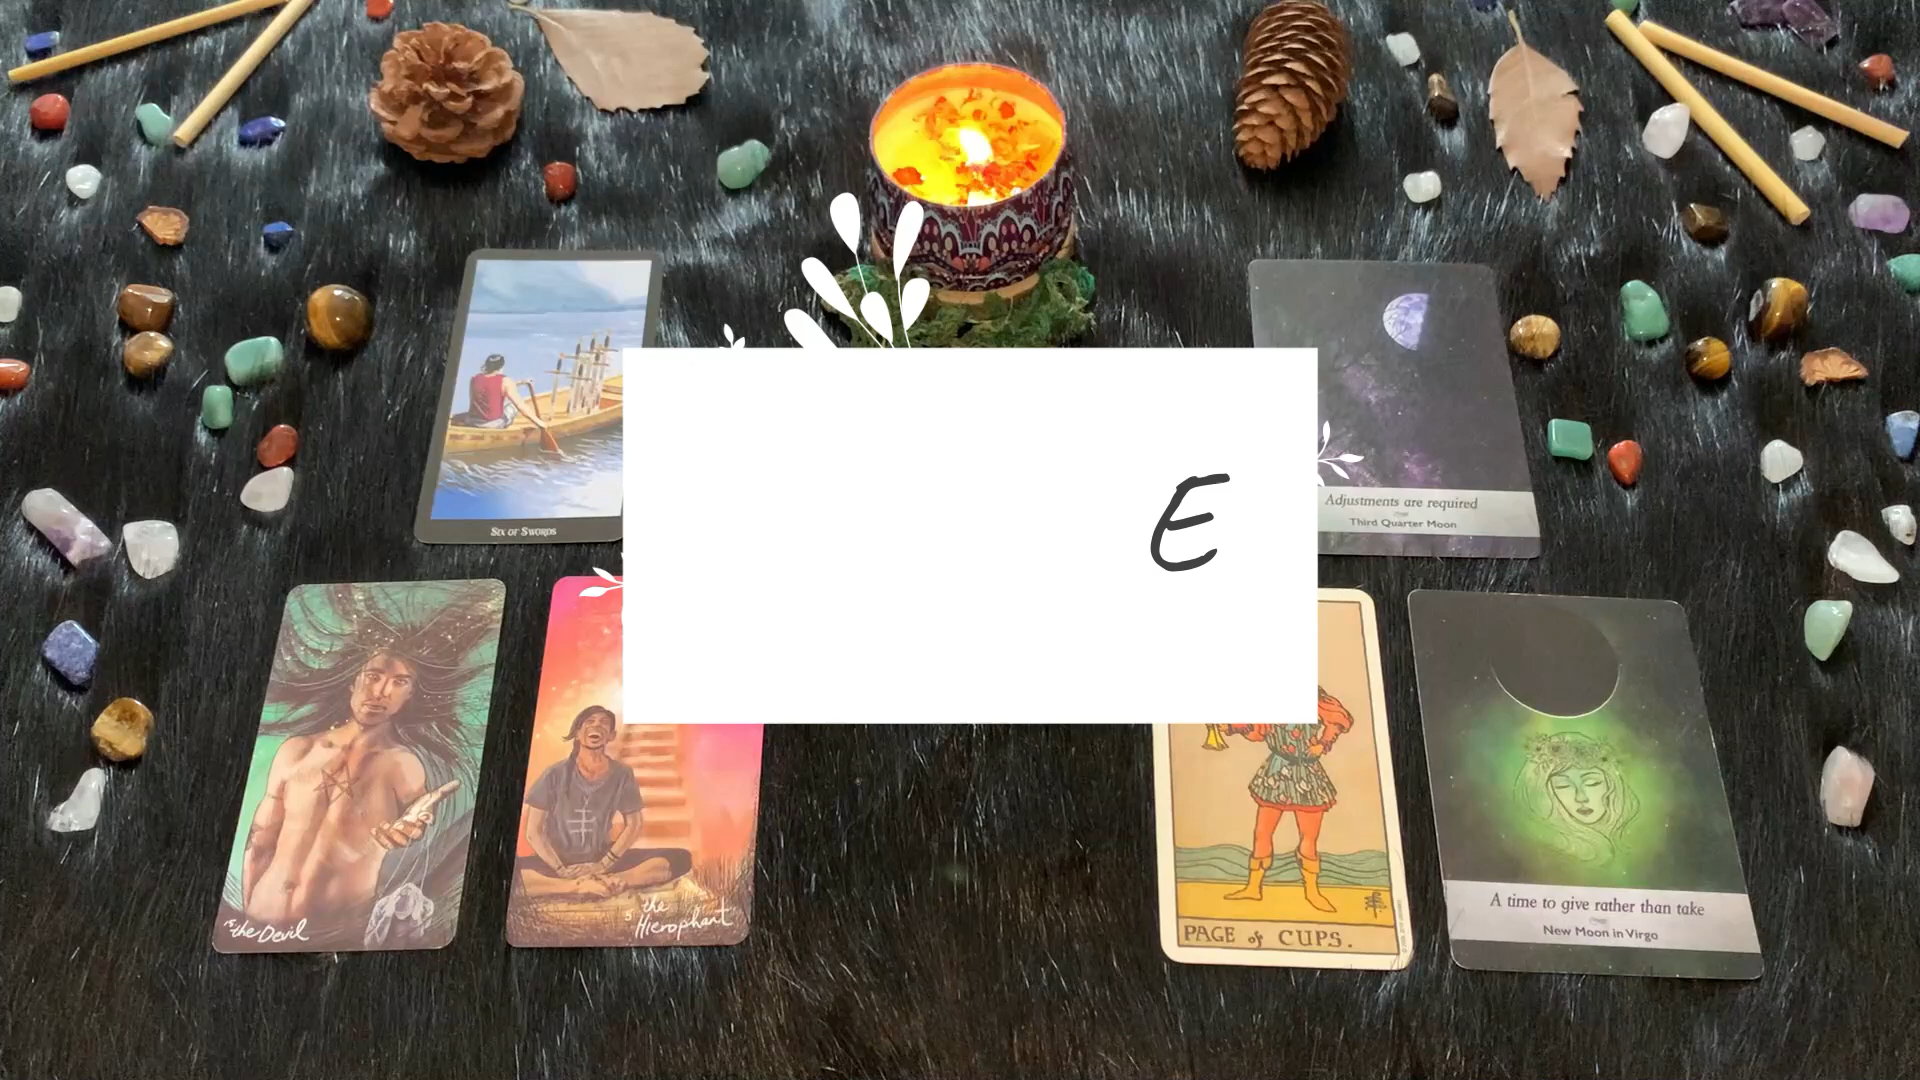 E
Adjustments are required
Third Quarter Moon
SIX OF SWORDS
15 the Devil
5 the
Hierophant
PAGE of CUPS.
A time to give rather than take
New Moon in Virgo